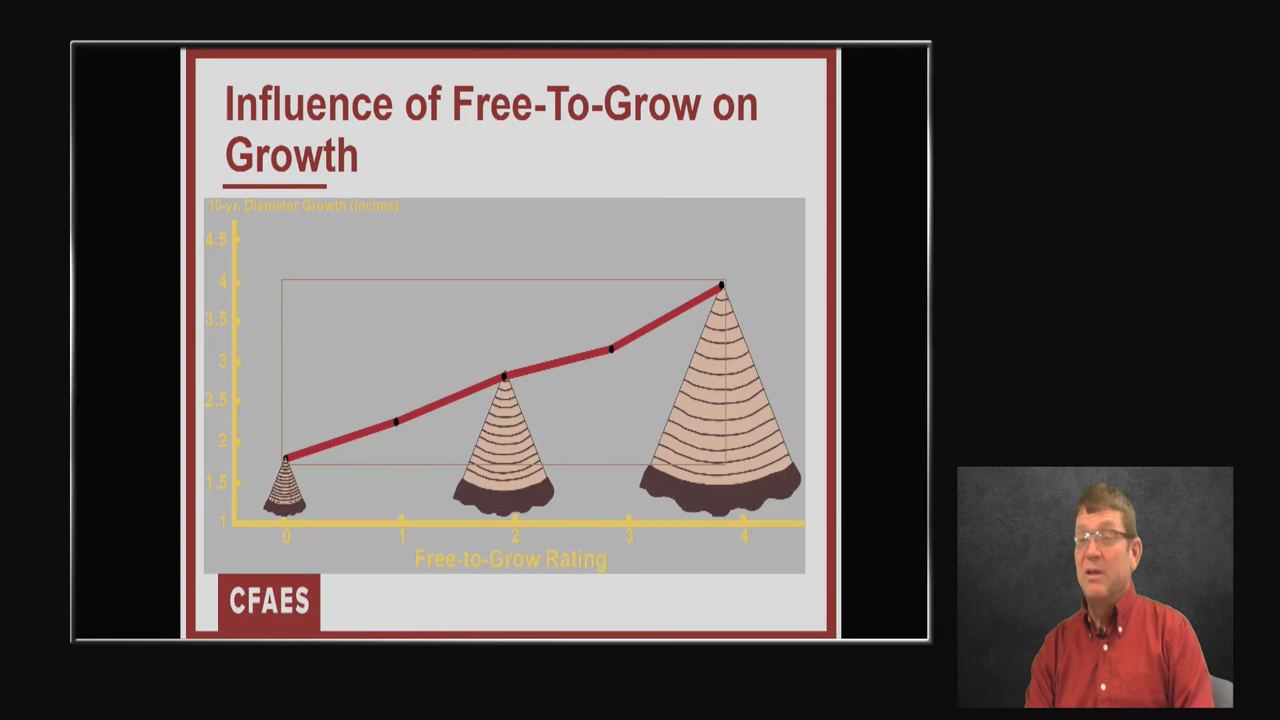 Influence of Free-To-Grow on
Growth
10-yr. Diameter Growth (Inches)
4.5
4
3.5
3
2.5
2
1.5
1
0 1 2 3 4
Free-to-Grow Rating
CFAES